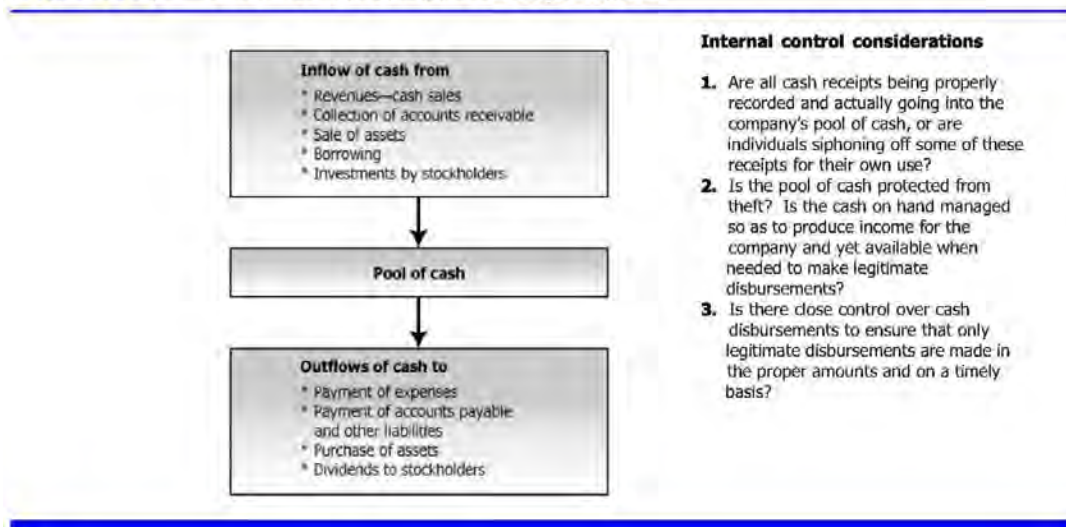 Inflow of cash from
* Revenues—cash sales
* Collection of accounts receivable
* Sale of assets
* Borrowing
* Investments by stockholders
Pool of cash
Outflows of cash to
* Payment of expenses
* Payment of accounts payable
and other liabilities
* Purchase of assets
* Dividends to stockholders
Internal control considerations
1. Are all cash receipts being properly
recorded and actually going into the
company's pool of cash, or are
individuals siphoning off some of these
receipts for their own use?
2. Is the pool of cash protected from
theft? Is the cash on hand managed
so as to produce income for the
company and yet available when
needed to make legitimate
disbursements?
3. Is there close control over cash
disbursements to ensure that only
legitimate disbursements are made in
the proper amounts and on a timely
basis?